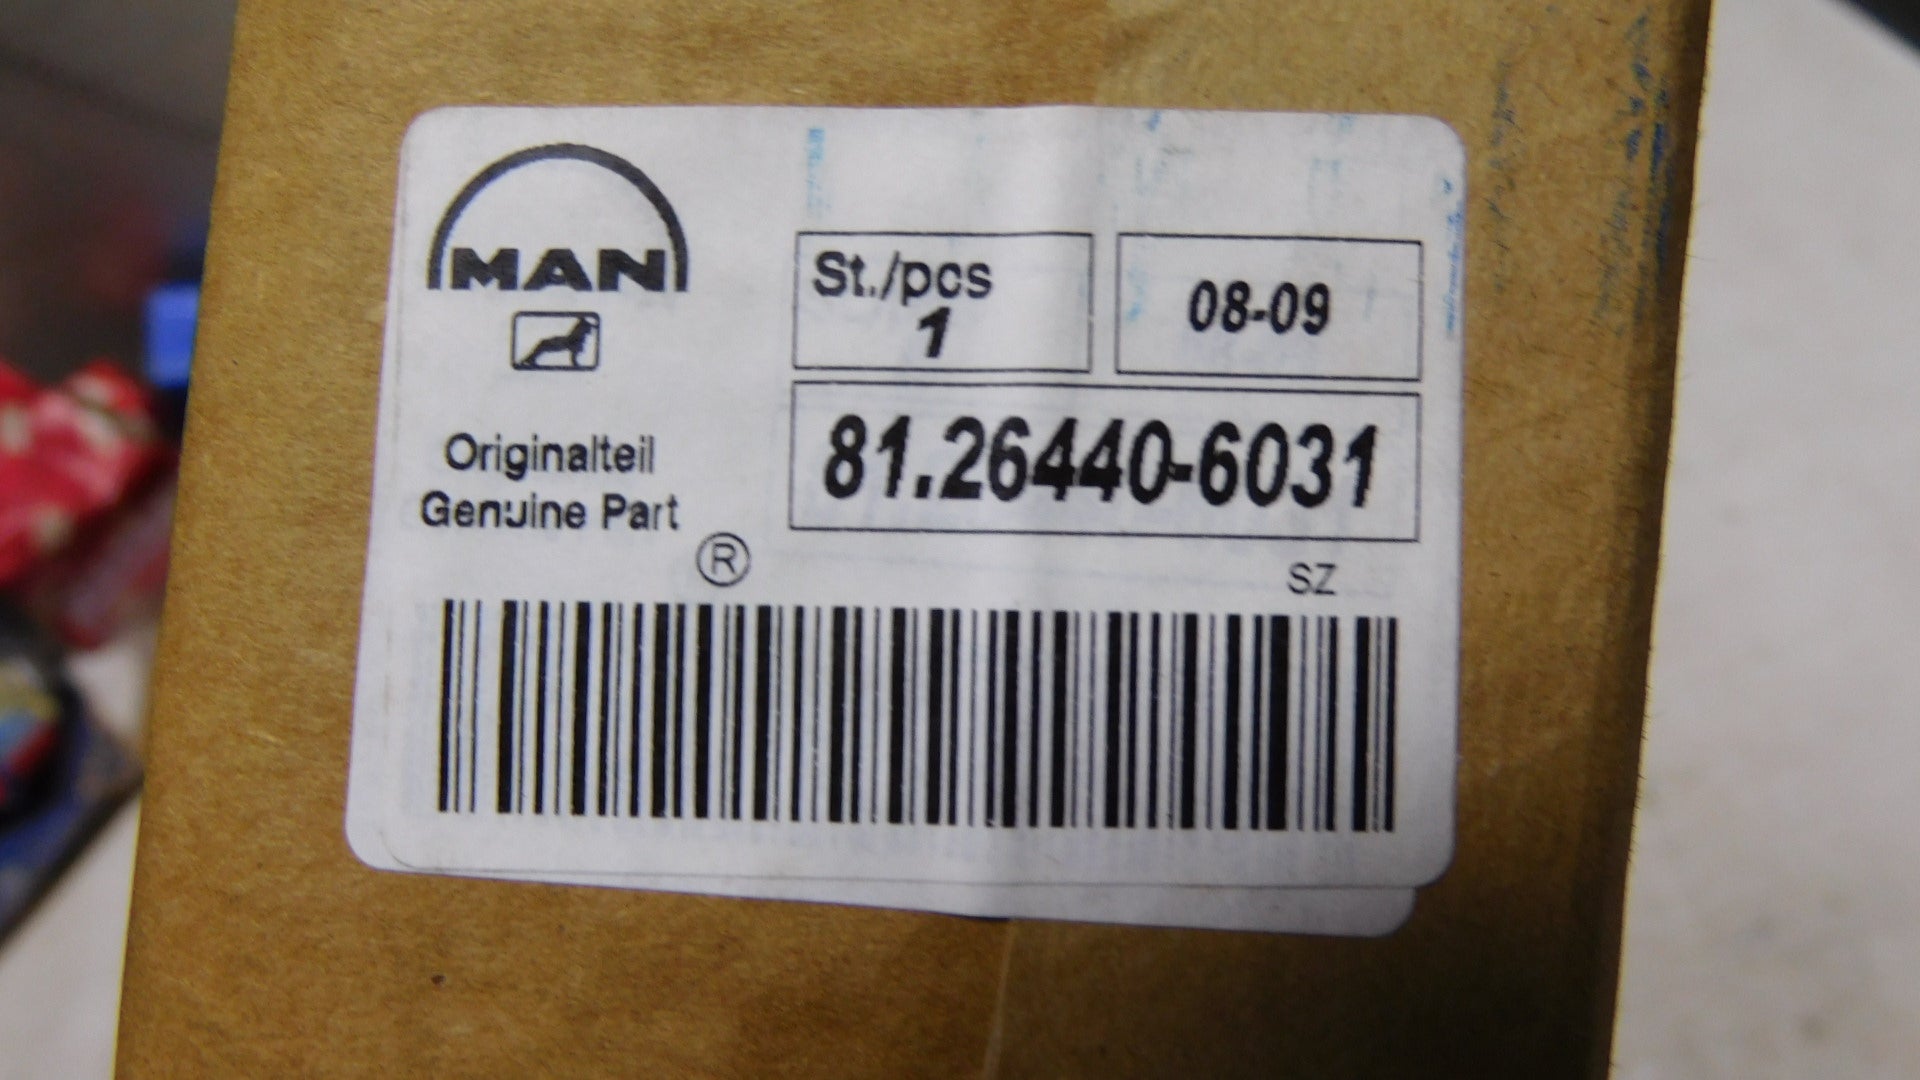 MAN
St./pcs
1
08-09
Originalteil
Genuine Part
®
81.26440-6031
SZ